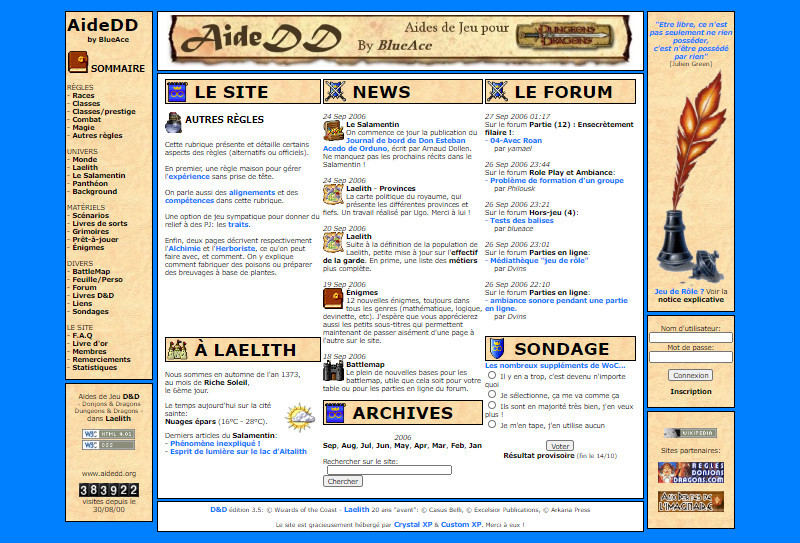 AideDD
by BlueAce
SOMMAIRE
RÈGLES
- Races
- Classes
- Classes/prestige
- Combat
- Magie
- Autres règles
UNIVERS
- Monde
- Laelith
- Le Salamentin
- Panthéon
- Background
MATÉRIELS
- Scénarios
- Livres de sorts
- Grimoires
- Prêt-à-jouer
- Énigmes
DIVERS
- BattleMap
- Feuille/Perso
- Forum
- Livres D&D
- Liens
- Sondages
LE SITE
- F.A.Q
- Livre d'or
- Membres
- Remerciements
- Statistiques
Aides de Jeu D&D
- Donjons & Dragons
Dungeons & Dragons -
dans Laelith
W3C HTML 4.01
W3C CSS
www.aidedd.org
383922
visites depuis le
30/08/00
AideDD
Aides de Jeu pour
DUNGEONS & DRAGONS
By BlueAce
LE SITE
AUTRES RÈGLES
Cette rubrique présente et détaille certains
aspects des règles (alternatifs ou officiels).
En premier, une règle maison pour gérer
l'expérience sans prise de tête.
On parle aussi des alignements et des
compétences dans cette rubrique.
Une option de jeu sympatique pour donner du
relief à des PJ: les traits.
Enfin, deux pages décrivent respectivement
l'Alchimie et l'Herboriste, ce qu'on peut
faire avec, et comment. On y explique
comment fabriquer des poisons ou préparer
des breuvages à base de plantes.
À LAELITH
Nous sommes en automne de l'an 1373,
au mois de Riche Soleil,
le 6ème jour.
Le temps aujourd'hui sur la cité
sainte:
Nuages épars (16°C - 28°C).
Derniers articles du Salamentin:
- Phénomène inexpliqué !
- Esprit de lumière sur le lac d'Altalith
NEWS
24 Sep 2006
Le Salamentin
On commence ce jour la publication du
Journal de bord de Don Esteban
Acedo de Orduno, écrit par Arnaud Dollen.
Ne manquez pas les prochains récits dans le
Salamentin !
24 Sep 2006
Laelith - Provinces
La carte politique du royaume, qui
présente les différentes provinces et
fiefs. Un travail réalisé par Ugo. Merci à lui !
20 Sep 2006
Laelith
Suite à la définition de la population de
Laelith, petite mise à jour sur l'effectif
de la garde. En prime, une liste des métiers
plus complète.
19 Sep 2006
Énigmes
12 nouvelles énigmes, toujours dans
tous les genres (mathématique, logique,
devinette, etc). J'espère que vous apprécierez
aussi les petits sous-titres qui permettent
maintenant de passer aisément d'une page à
l'autre sur le site.
18 Sep 2006
Battlemap
Le plein de nouvelles bases pour les
battlemap, utile que cela soit pour votre
table ou pour les parties en ligne du forum.
ARCHIVES
2006
Sep, Aug, Jul, Jun, May, Apr, Mar, Feb, Jan
Rechercher sur le site:
Chercher
LE FORUM
27 Sep 2006 01:17
Sur le forum Partie (12) : Ensecrètement
filaire !:
- 04-Avec Roan
par yamael
26 Sep 2006 23:44
Sur le forum Role Play et Ambiance:
- Problème de formation d'un groupe
par Philousk
26 Sep 2006 23:21
Sur le forum Hors-jeu (4):
- Tests des balises
par blueace
26 Sep 2006 23:01
Sur le forum Parties en ligne:
- Médiathèque "jeu de rôle"
par Dvins
26 Sep 2006 22:10
Sur le forum Parties en ligne:
- ambiance sonore pendant une partie
en ligne.
par Dvins
SONDAGE
Les nombreux suppléments de WoC...
Il y en a trop, c'est devenu n'importe
quoi
Je sélectionne, ça me va comme ça
Ils sont en majorité très bien, j'en veux
plus !
Je m'en tape, j'en utilise aucun
Voter
Résultat provisoire (fin le 14/10)
"Etre libre, ce n'est
pas seulement ne rien
posséder,
c'est n'être possédé
par rien"
[Julien Green]
Jeu de Rôle ? Voir la
notice explicative
Nom d'utilisateur:
Mot de passe:
Connexion
Inscription
WIKIPEDIA
Sites partenaires:
REGLES
DONJONS
DRAGONS.COM
AUX PORTES DE
L'IMAGINAIRE
D&D édition 3.5: © Wizards of the Coast - Laelith 20 ans "avant": © Casus Belli, © Excelsior Publications, © Arkana Press
Le site est gracieusement hébergé par Crystal XP & Custom XP. Merci à eux !